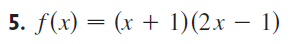 5. f(x) = (x + 1)(2x − 1)